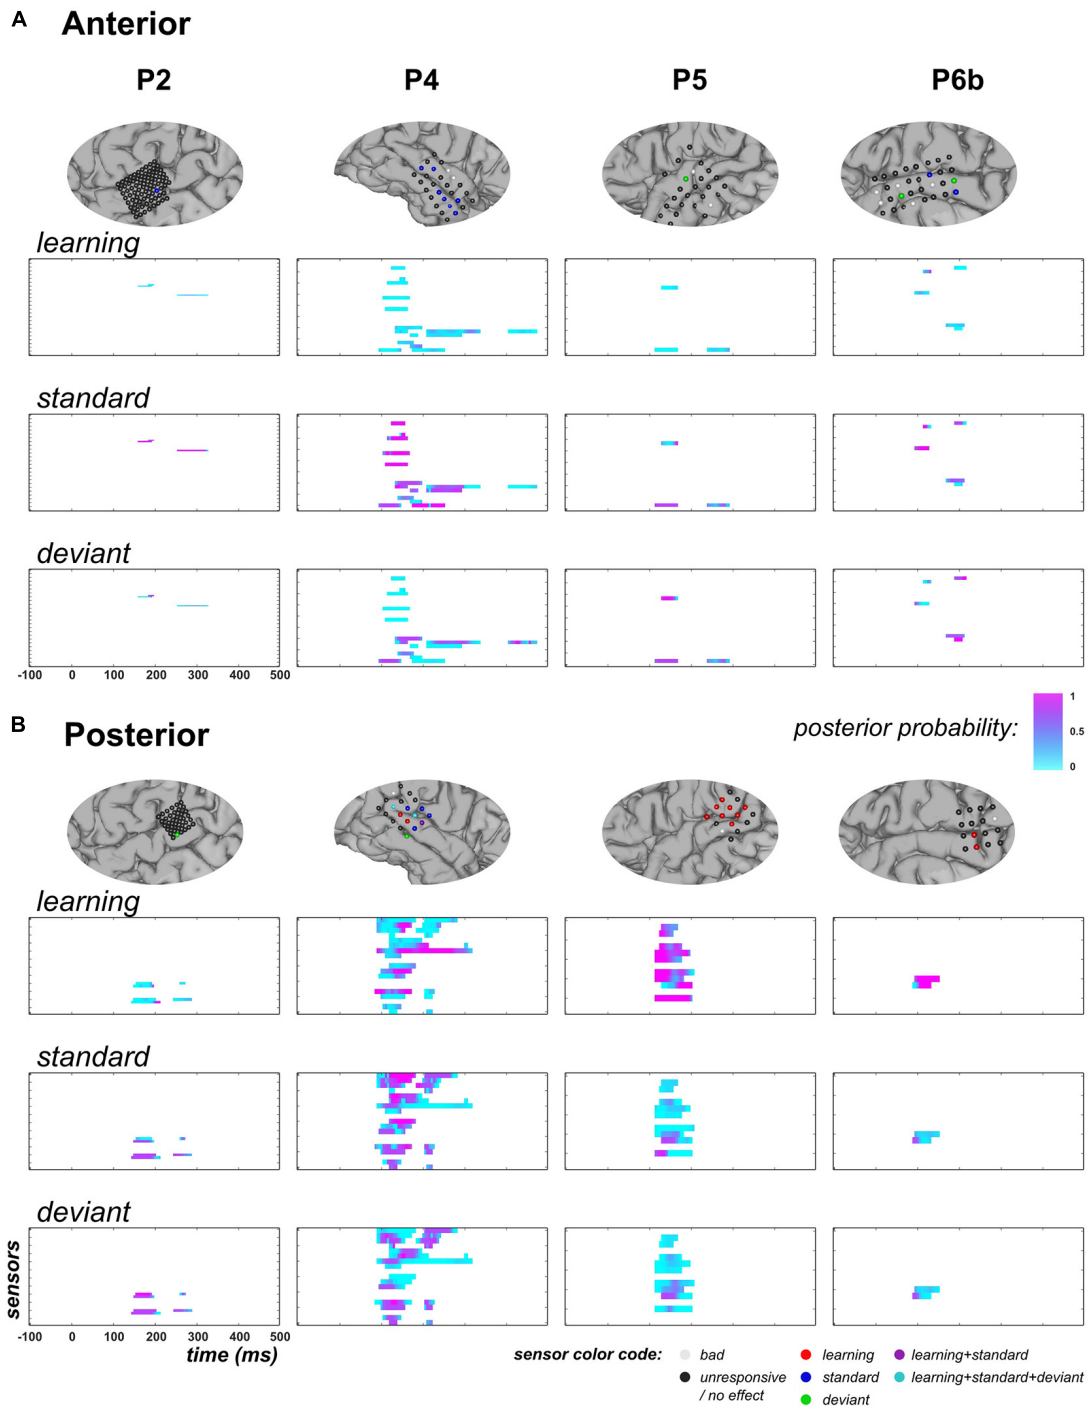 A Anterior
P2 P4 P5 P6b
learning
standard
deviant
-100 0 100 200 300 400 500
B Posterior
posterior probability:
1
0.5
0
learning
standard
deviant
sensors
-100 0 100 200 300 400 500
time (ms)
sensor color code: bad learning learning+standard
unresponsive standard learning+standard+deviant
/ no effect deviant